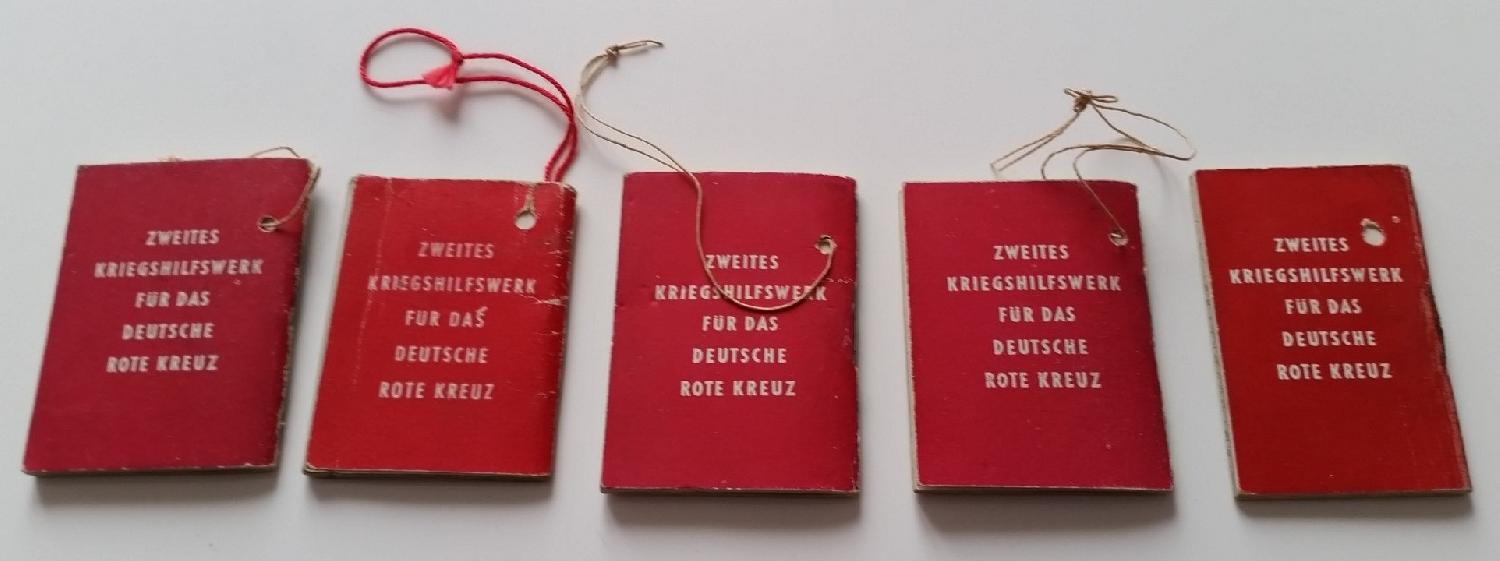 ZWEITES
KRIEGSHILFSWERK
FÜR DAS
DEUTSCHE
ROTE KREUZ
ZWEITES
KRIEGSHILFSWERK
FÜR DAS
DEUTSCHE
ROTE KREUZ
ZWEITES
KRIEGSHILFSWERK
FÜR DAS
DEUTSCHE
ROTE KREUZ
ZWEITES
KRIEGSHILFSWERK
FÜR DAS
DEUTSCHE
ROTE KREUZ
ZWEITES
KRIEGSHILFSWERK
FÜR DAS
DEUTSCHE
ROTE KREUZ